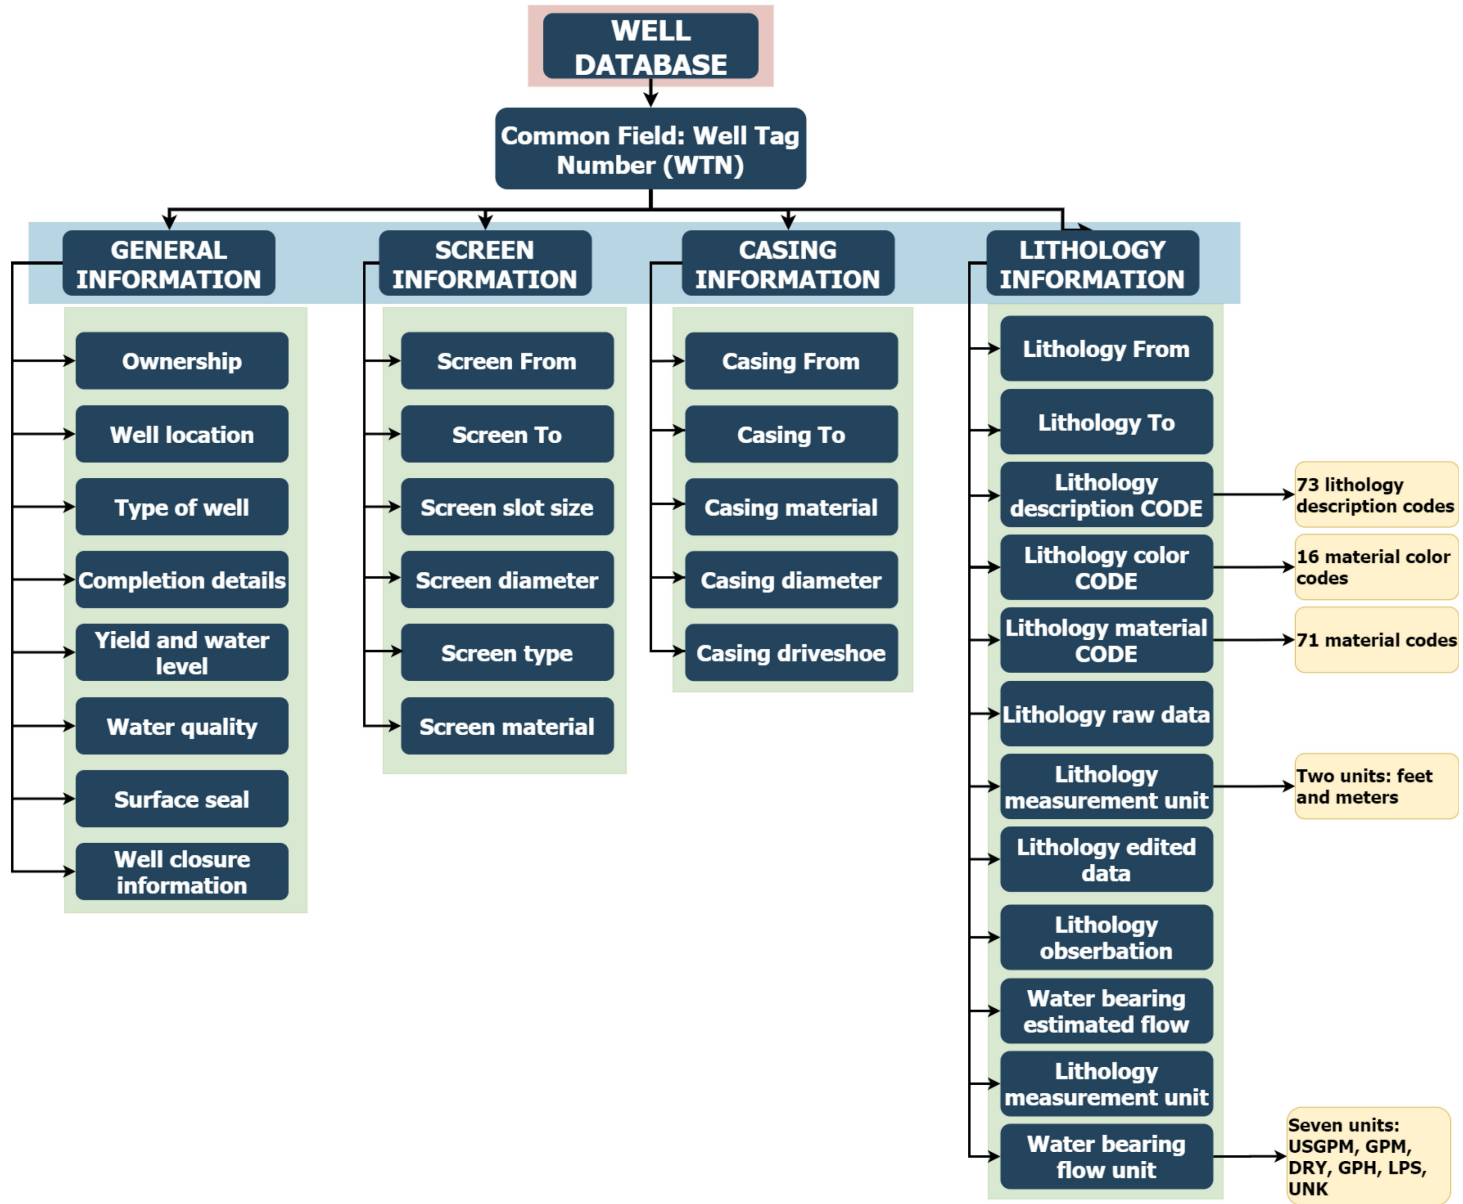 WELL
DATABASE
Common Field: Well Tag
Number (WTN)
GENERAL
INFORMATION
SCREEN
INFORMATION
CASING
INFORMATION
LITHOLOGY
INFORMATION
Ownership
Well location
Type of well
Completion details
Yield and water
level
Water quality
Surface seal
Well closure
information
Screen From
Screen To
Screen slot size
Screen diameter
Screen type
Screen material
Casing From
Casing To
Casing material
Casing diameter
Casing driveshoe
Lithology From
Lithology To
Lithology
description CODE
73 lithology
description codes
Lithology color
CODE
16 material color
codes
Lithology material
CODE
71 material codes
Lithology raw data
Lithology
measurement unit
Two units: feet
and meters
Lithology edited
data
Lithology
obserbation
Water bearing
estimated flow
Lithology
measurement unit
Water bearing
flow unit
Seven units:
USGPM, GPM,
DRY, GPH, LPS,
UNK